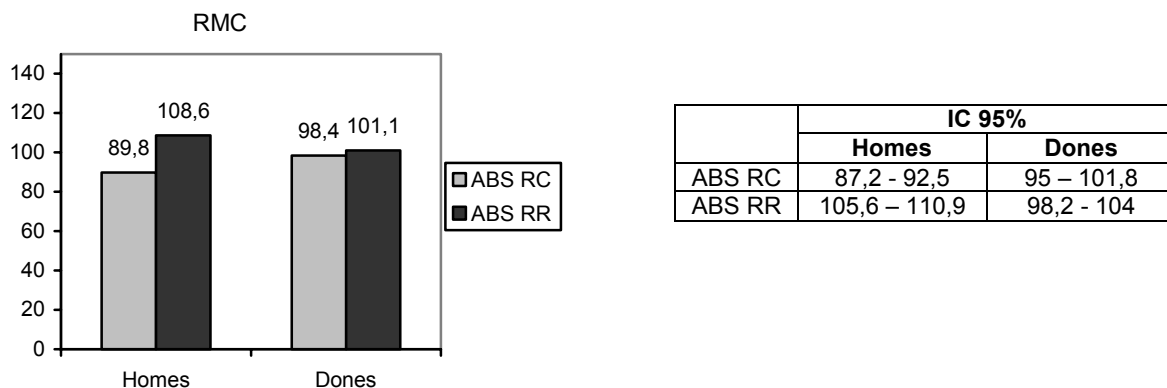 RMC
140
120
100
80
60
40
20
0
89,8
108,6
98,4
101,1
Homes
Dones
ABS RC
ABS RR
IC 95%
Homes Dones
ABS RC 87,2 - 92,5 95 – 101,8
ABS RR 105,6 – 110,9 98,2 - 104